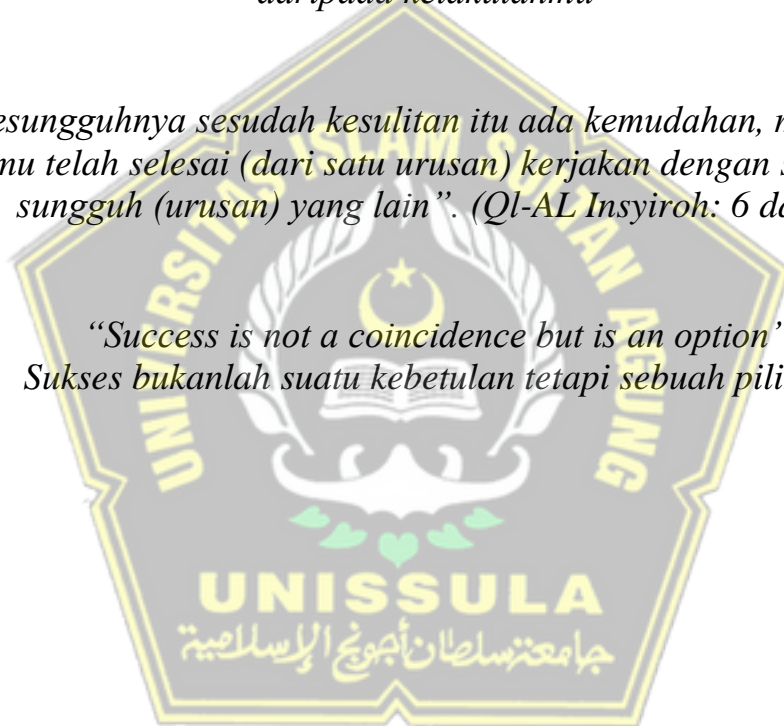 daripada ketakutanmu
esungguhnya sesudah kesulitan itu ada kemudahan,
mu telah selesai (dari satu urusan) kerjakan dengan
sungguh (urusan) yang lain”. (Ql-AL Insyiroh: 6 da
“Success is not a coincidence but is an option”
Sukses bukanlah suatu kebetulan tetapi sebuah pili
UNIVERSITAS ISLAM SULTAN AGUNG
UNISSULA
جامعة سلطان أجونج الإسلامية